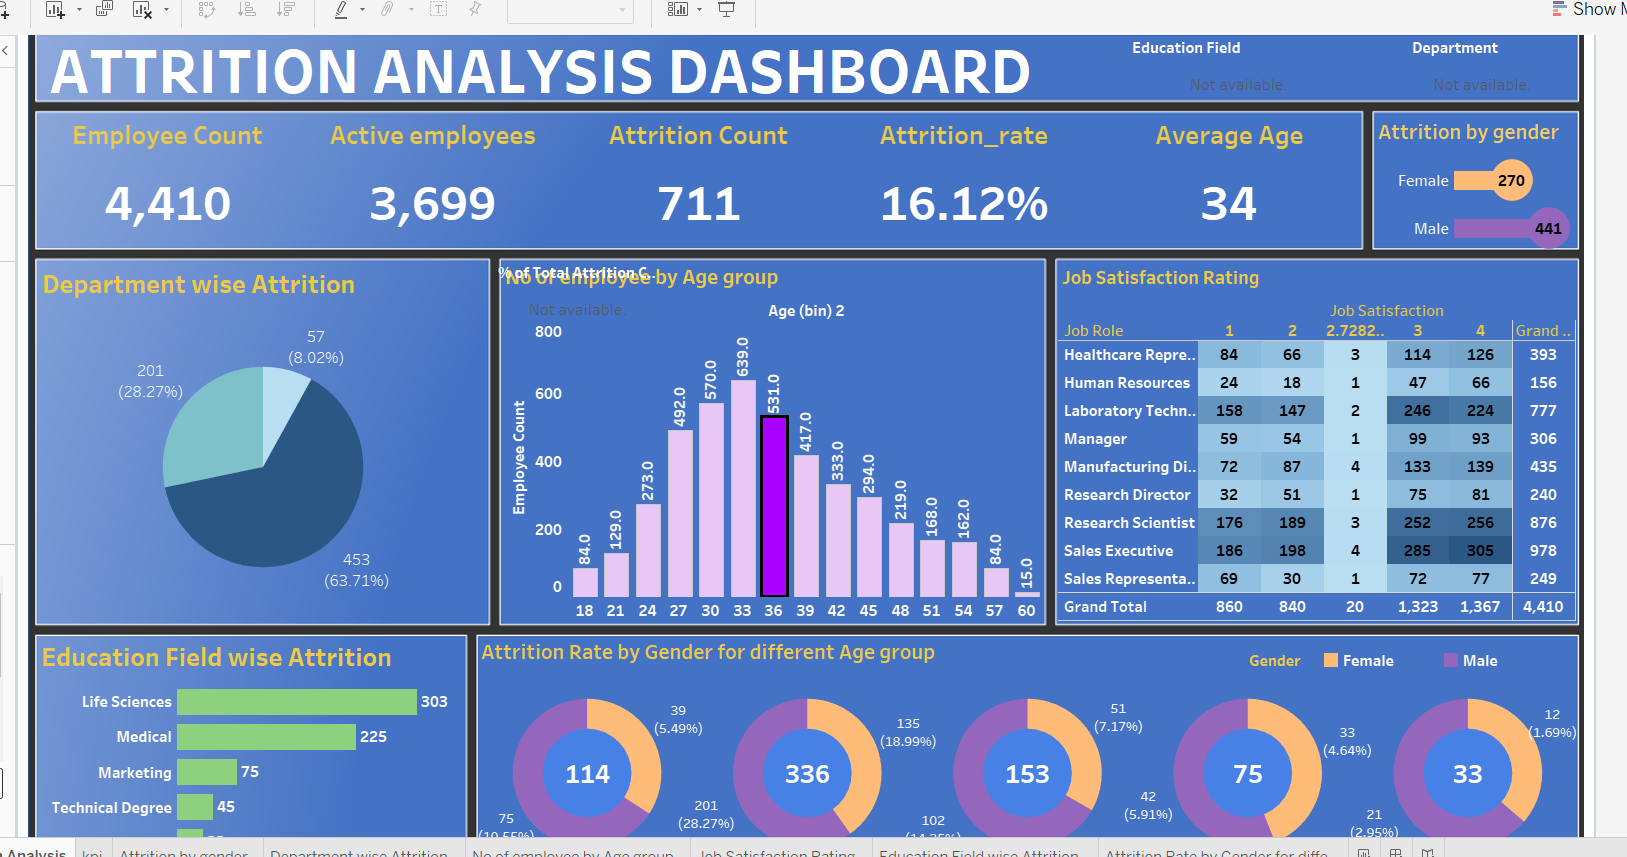 Show M
Education Field
Department
ATTRITION ANALYSIS DASHBOARD
Not available.
Not available.
Employee Count
Active employees
Attrition Count
Attrition_rate
Average Age
4,410
3,699
711
16.12%
34
Attrition by gender
Female 270
Male 441
Department wise Attrition
57
(8.02%)
201
(28.27%)
453
(63.71%)
% of Total Attrition C..
No of employee by Age group
Not available.
Age (bin) 2
Employee Count
800
600
400
200
0
84.0 129.0 273.0 492.0 570.0 639.0 531.0 417.0 333.0 294.0 219.0 168.0 162.0 84.0 15.0
18 21 24 27 30 33 36 39 42 45 48 51 54 57 60
Job Satisfaction Rating
Job Satisfaction
Job Role 1 2 2.7282.. 3 4 Grand ..
Healthcare Repre.. 84 66 3 114 126 393
Human Resources 24 18 1 47 66 156
Laboratory Techn.. 158 147 2 246 224 777
Manager 59 54 1 99 93 306
Manufacturing Di.. 72 87 4 133 139 435
Research Director 32 51 1 75 81 240
Research Scientist 176 189 3 252 256 876
Sales Executive 186 198 4 285 305 978
Sales Representa.. 69 30 1 72 77 249
Grand Total 860 840 20 1,323 1,367 4,410
Education Field wise Attrition
Life Sciences 303
Medical 225
Marketing 75
Technical Degree 45
Attrition Rate by Gender for different Age group
Gender Female Male
39
(5.49%)
114
75
(10.55%)
135
(18.99%)
336
201
(28.27%)
51
(7.17%)
153
102
(14.35%)
33
(4.64%)
75
42
(5.91%)
12
(1.69%)
33
21
(2.95%)
n Analysis
kpi
Attrition by gender
Department wise Attrition
No of employee by Age group
Job Satisfaction Rating
Education Field wise Attrition
Attrition Rate by Gender for diffe...